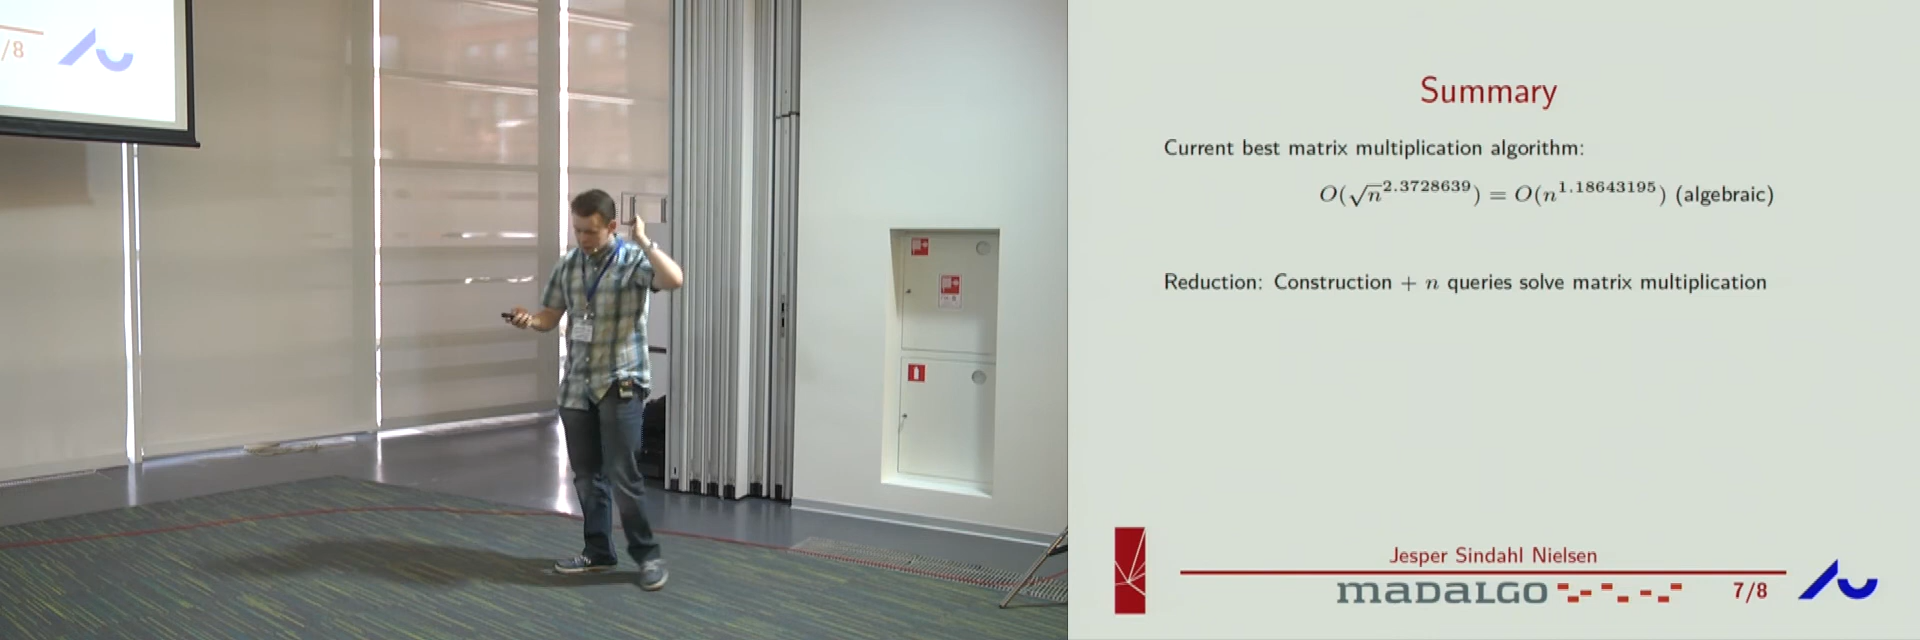 /8
Summary
Current best matrix multiplication algorithm:
O(√n^2.3728639) = O(n^1.18643195) (algebraic)
Reduction: Construction + n queries solve matrix multiplication
Jesper Sindahl Nielsen
madalgo
7/8